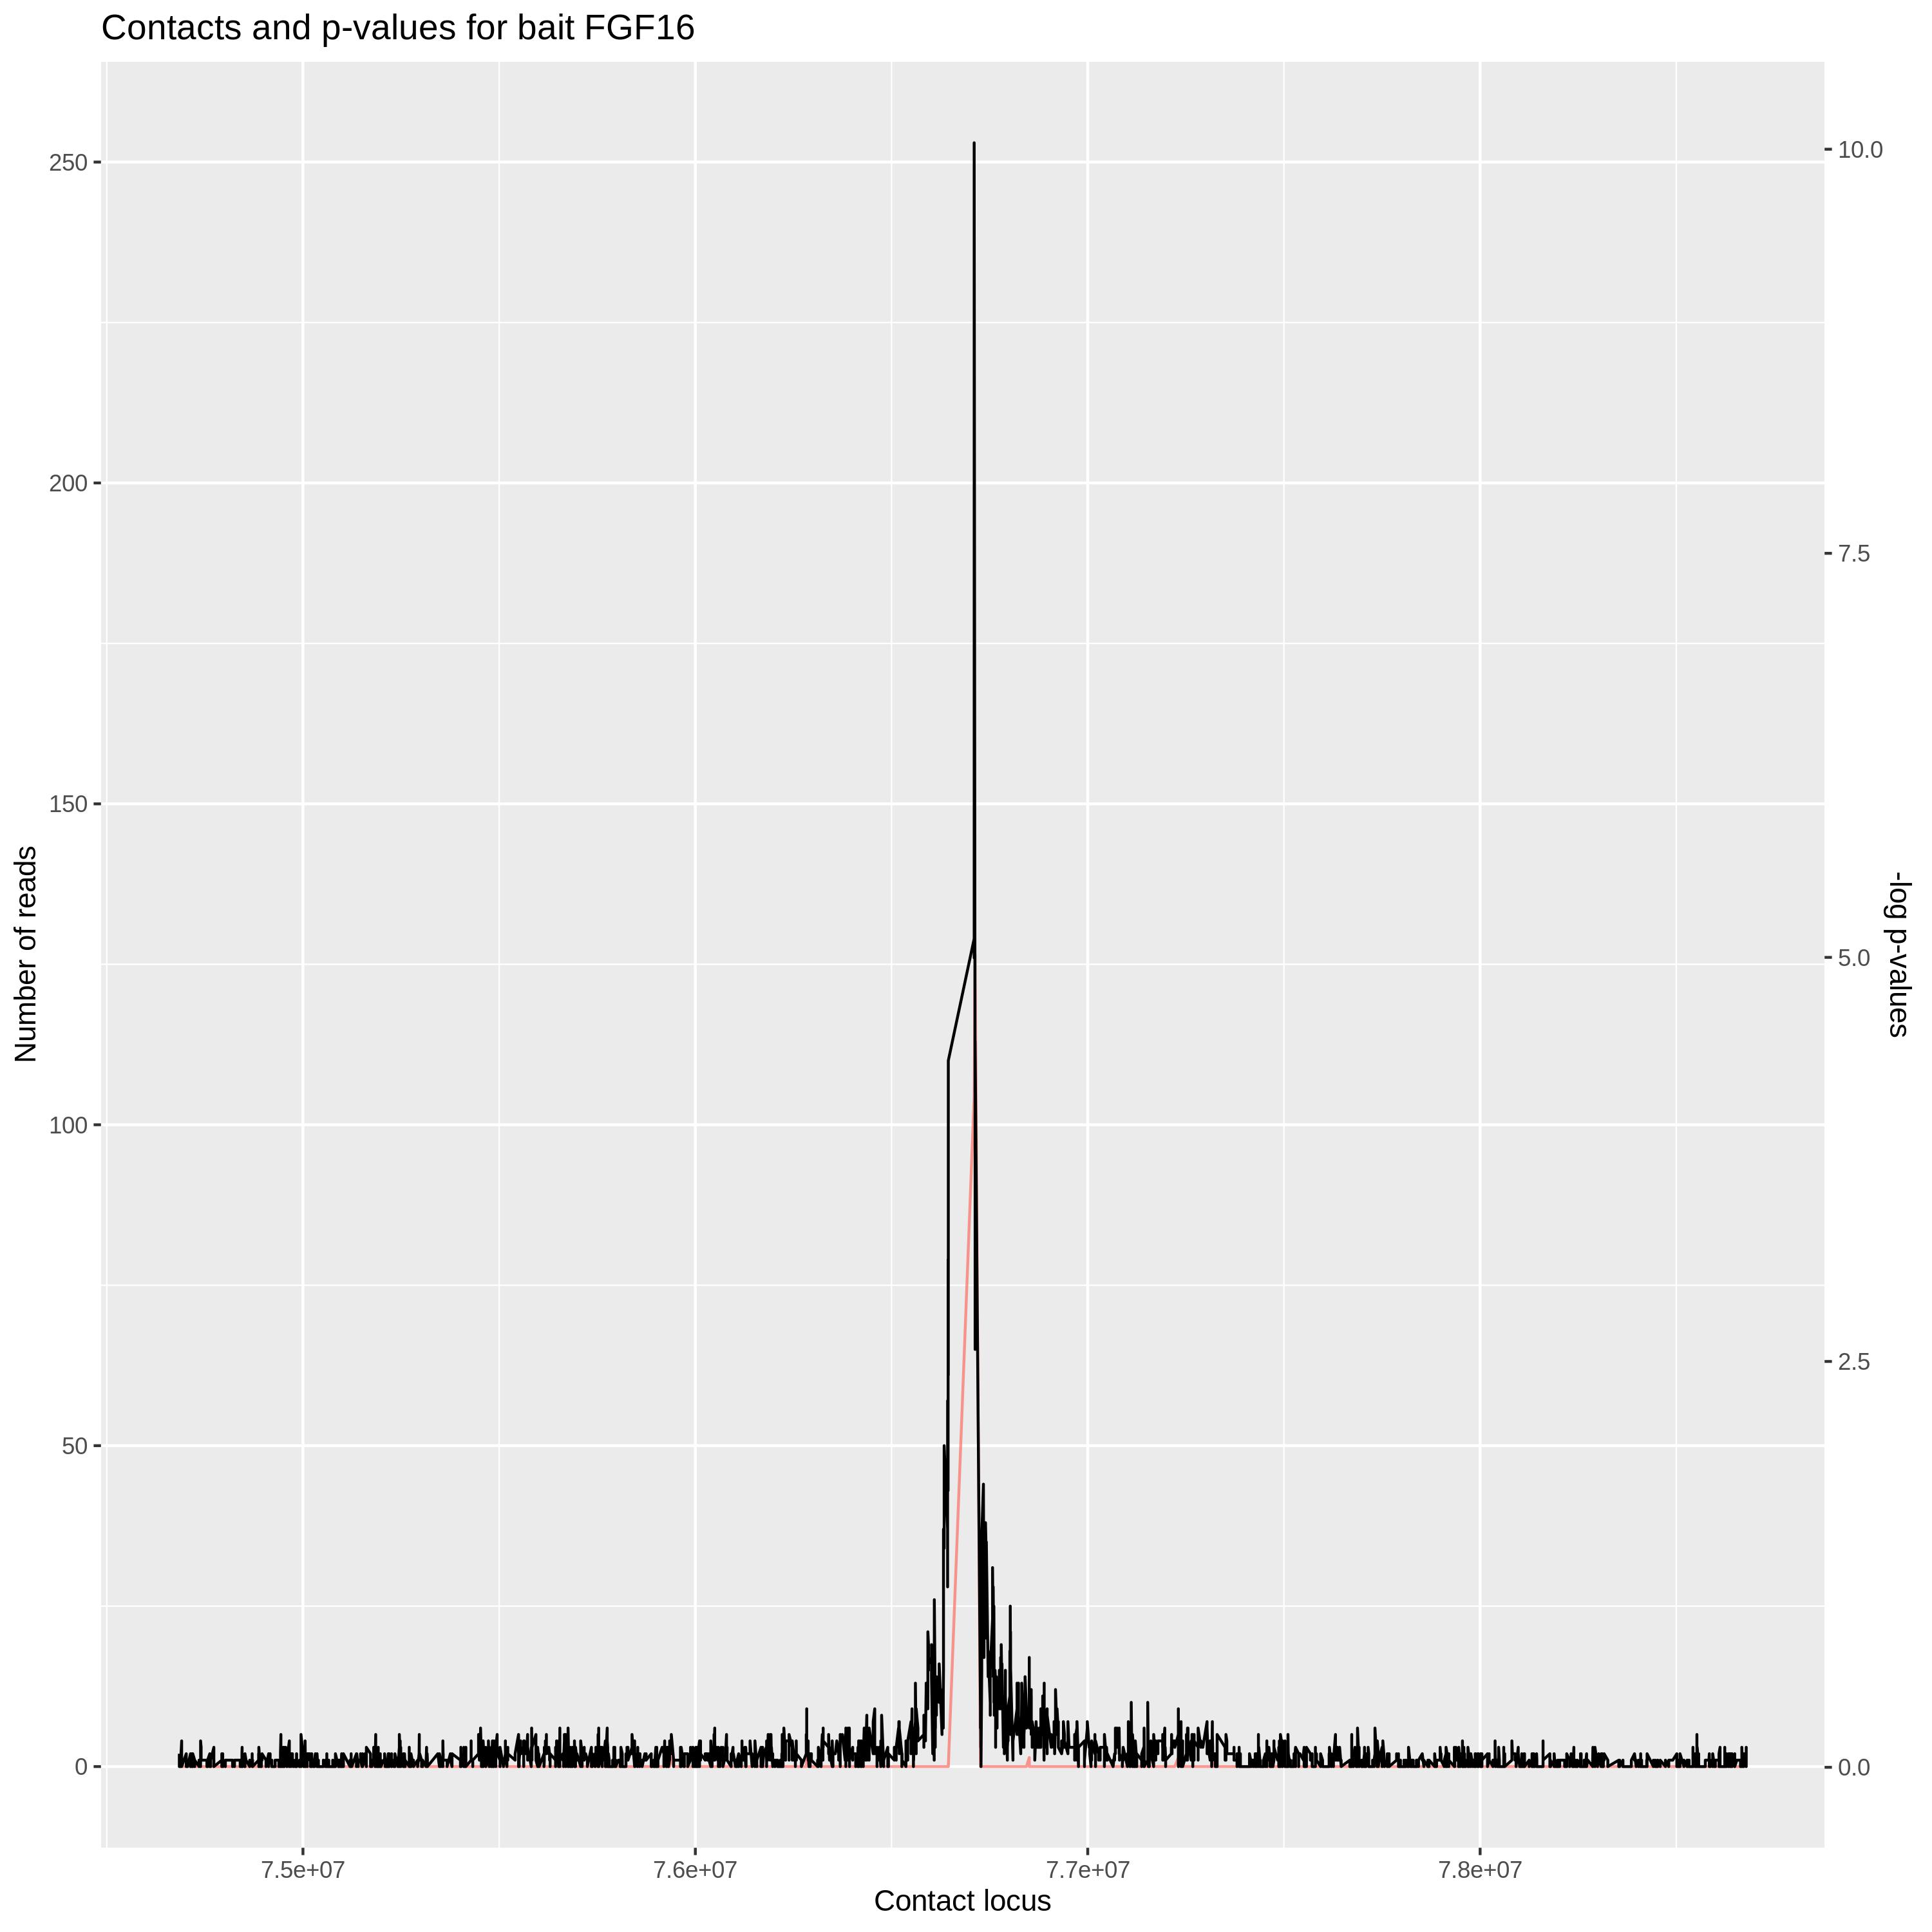 Contacts and p-values for bait FGF16
250
200
150
100
50
0
Number of reads
10.0
7.5
5.0
2.5
0.0
-log p-values
7.5e+07
7.6e+07
7.7e+07
7.8e+07
Contact locus